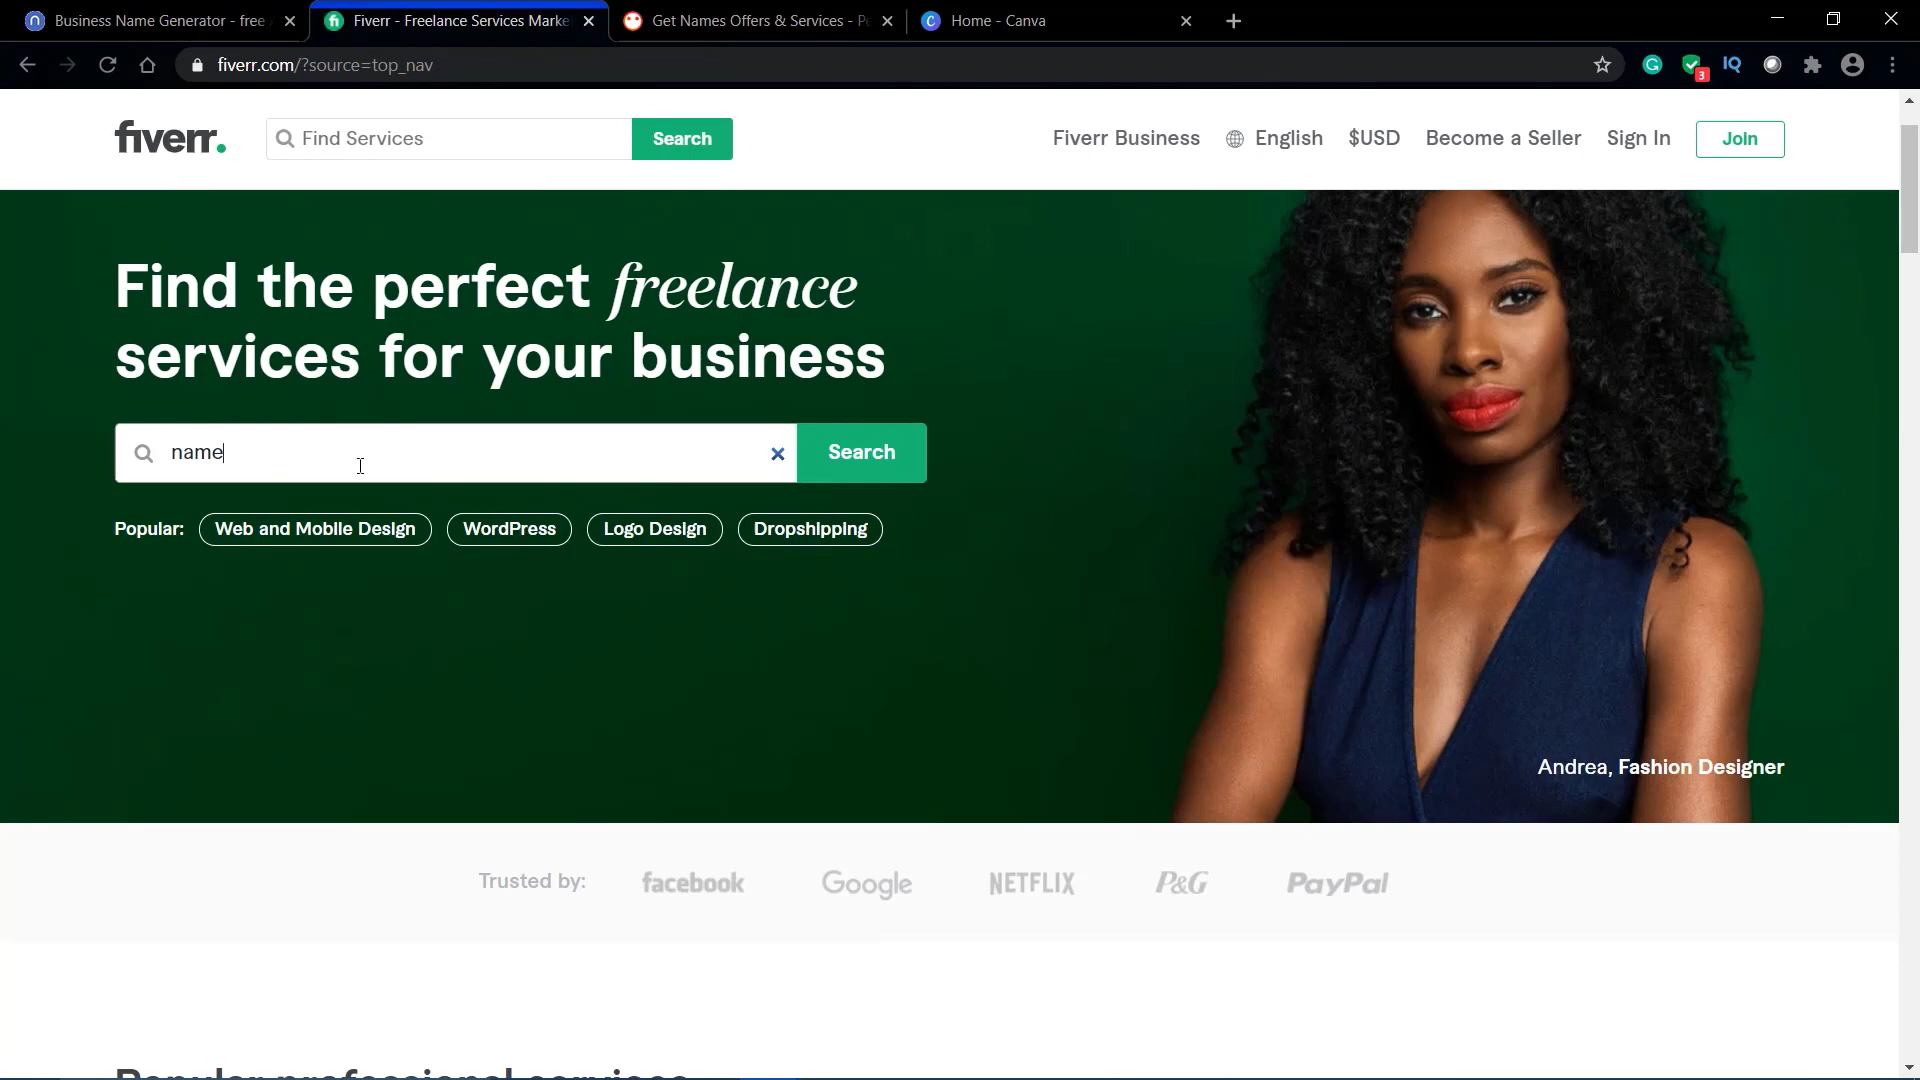 Business Name Generator - free
Fiverr - Freelance Services Marke
Get Names Offers & Services - Pe
Home - Canva
fiverr.com/?source=top_nav
3
IQ
fiverr.
Find Services
Search
Fiverr Business
English
$USD
Become a Seller
Sign In
Join
Find the perfect freelance
services for your business
name
Search
Popular:
Web and Mobile Design
WordPress
Logo Design
Dropshipping
Andrea, Fashion Designer
Trusted by:
facebook
Google
NETFLIX
P&G
PayPal
Popular professional services